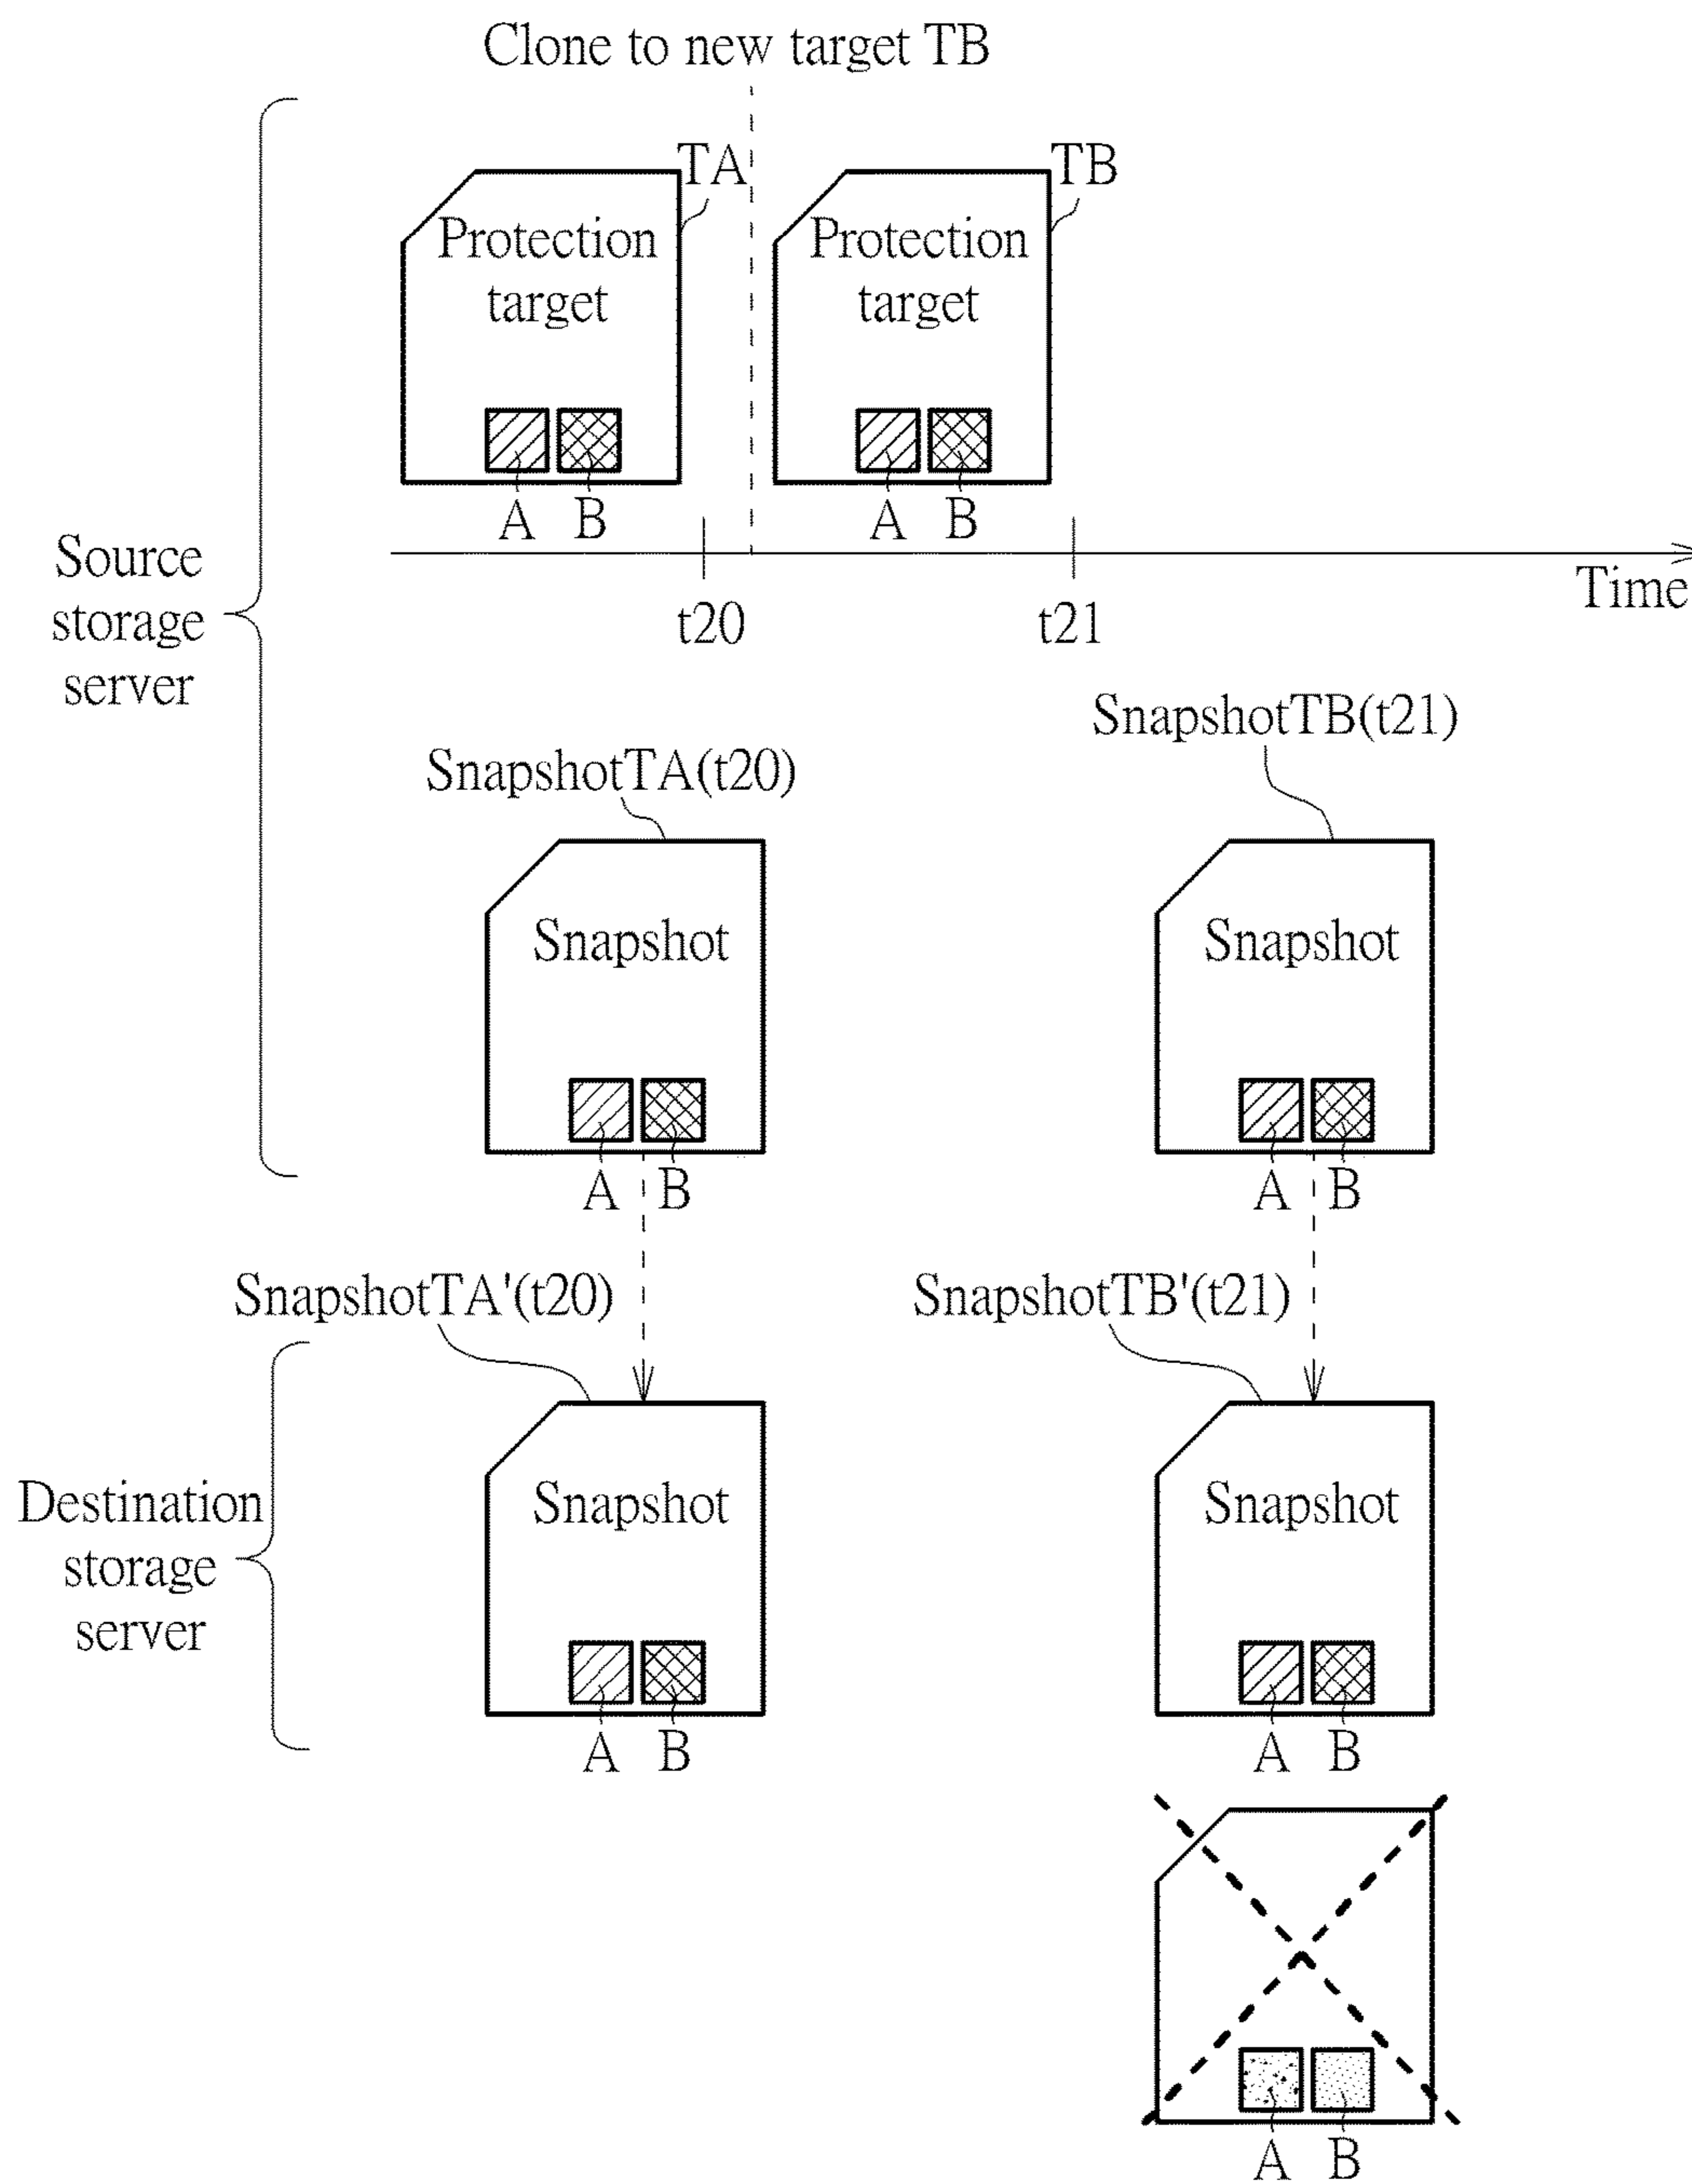 Clone to new target TB
TA
TB
Protection
target
Protection
target
A
B
A
B
Source
storage
server
Time
t20
t21
SnapshotTB(t21)
SnapshotTA(t20)
Snapshot
Snapshot
A
B
A
B
SnapshotTA'(t20)
SnapshotTB'(t21)
Destination
storage
server
Snapshot
Snapshot
A
B
A
B
A
B